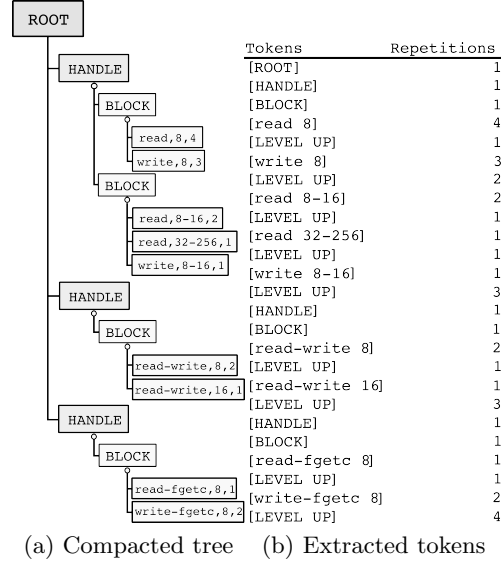 ROOT
HANDLE
BLOCK
read,8,4
write,8,3
BLOCK
read,8-16,2
read,32-256,1
write,8-16,1
HANDLE
BLOCK
read-write,8,2
read-write,16,1
HANDLE
BLOCK
read-fgetc,8,1
write-fgetc,8,2
(a) Compacted tree
Tokens Repetitions
[ROOT] 1
[HANDLE] 1
[BLOCK] 1
[read 8] 4
[LEVEL UP] 1
[write 8] 3
[LEVEL UP] 2
[read 8-16] 2
[LEVEL UP] 1
[read 32-256] 1
[LEVEL UP] 1
[write 8-16] 1
[LEVEL UP] 3
[HANDLE] 1
[BLOCK] 1
[read-write 8] 2
[LEVEL UP] 1
[read-write 16] 1
[LEVEL UP] 3
[HANDLE] 1
[BLOCK] 1
[read-fgetc 8] 1
[LEVEL UP] 1
[write-fgetc 8] 2
[LEVEL UP] 4
(b) Extracted tokens